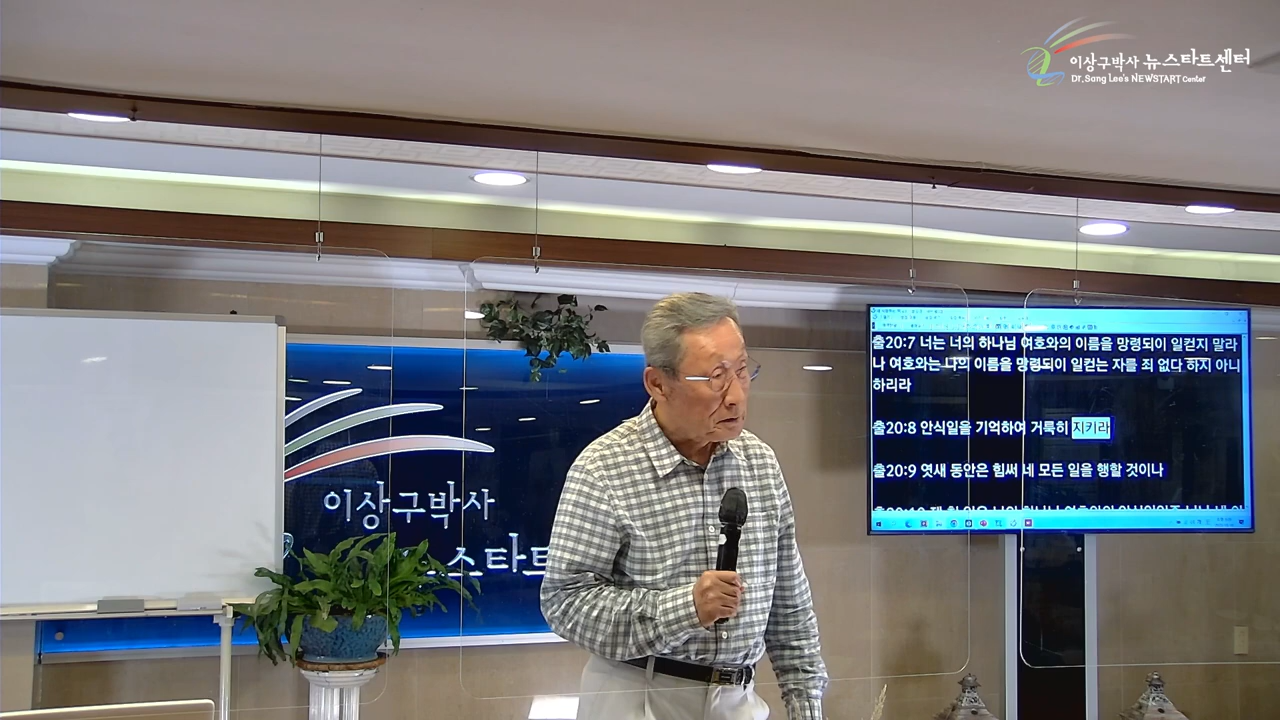 이상구박사 뉴스타트센터
Dr. Sang Lee's NEWSTART Center
출20:7 너는 너의 하나님 여호와의 이름을 망령되이 일컫지 말라
나 여호와는 나의 이름을 망령되이 일컫는 자를 죄 없다 하지 아니
하리라
출20:8 안식일을 기억하여 거룩히 지키라
출20:9 엿새 동안은 힘써 네 모든 일을 행할 것이나
이상구박사
스타트